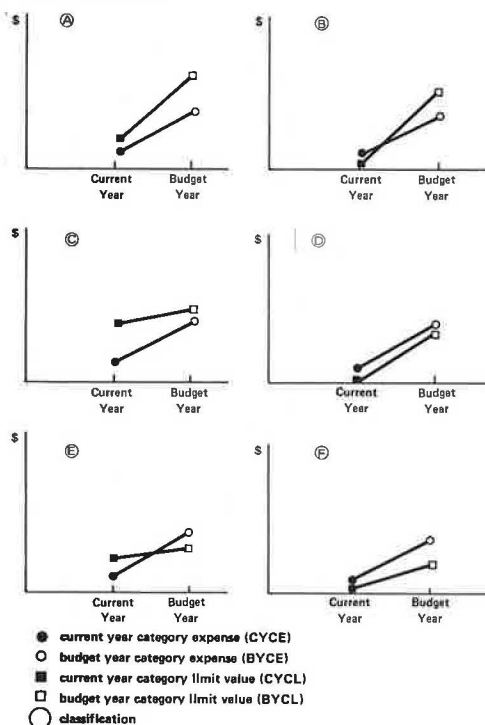 $ Ⓐ
Current Year
Budget Year
Ⓑ
$
Current Year
Budget Year
$ Ⓒ
Current Year
Budget Year
$ Ⓓ
Current Year
Budget Year
$ Ⓔ
Current Year
Budget Year
$ Ⓕ
Current Year
Budget Year
current year category expense (CYCE)
budget year category expense (BYCE)
current year category limit value (CYCL)
budget year category limit value (BYCL)
classification